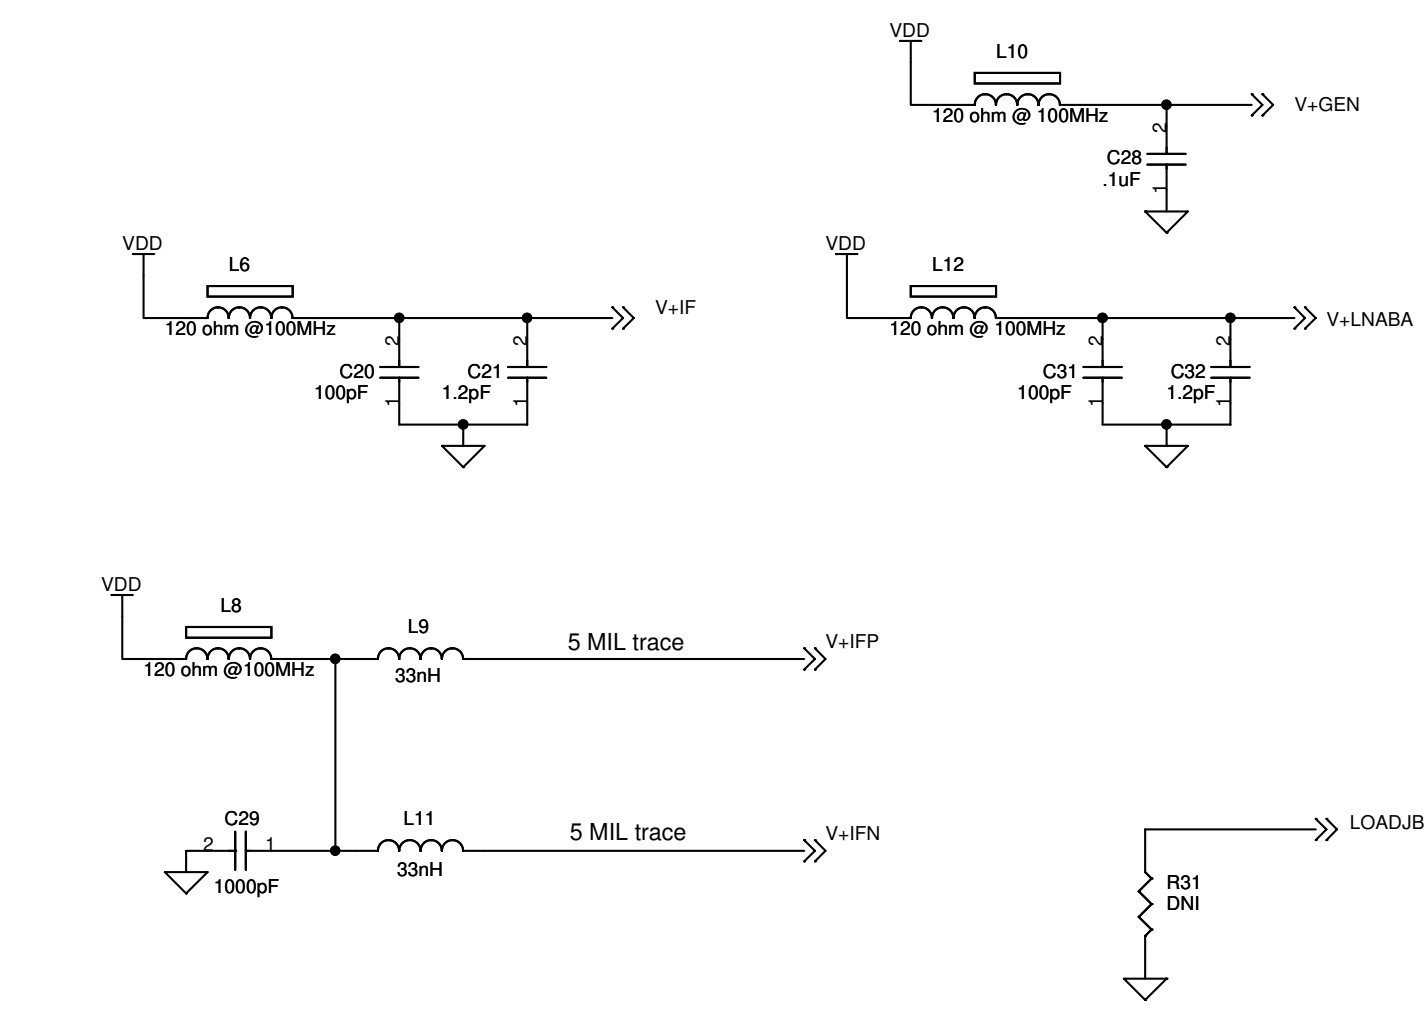 VDD
L10
120 ohm @ 100MHz
V+GEN
2
C28
.1uF
1
VDD
L6
120 ohm @100MHz
V+IF
2
C20
100pF
1
2
C21
1.2pF
1
VDD
L12
120 ohm @ 100MHz
V+LNABA
2
C31
100pF
1
2
C32
1.2pF
1
VDD
L8
120 ohm @100MHz
L9
33nH
5 MIL trace
V+IFP
C29
2
1
1000pF
L11
33nH
5 MIL trace
V+IFN
LOADJB
R31
DNI